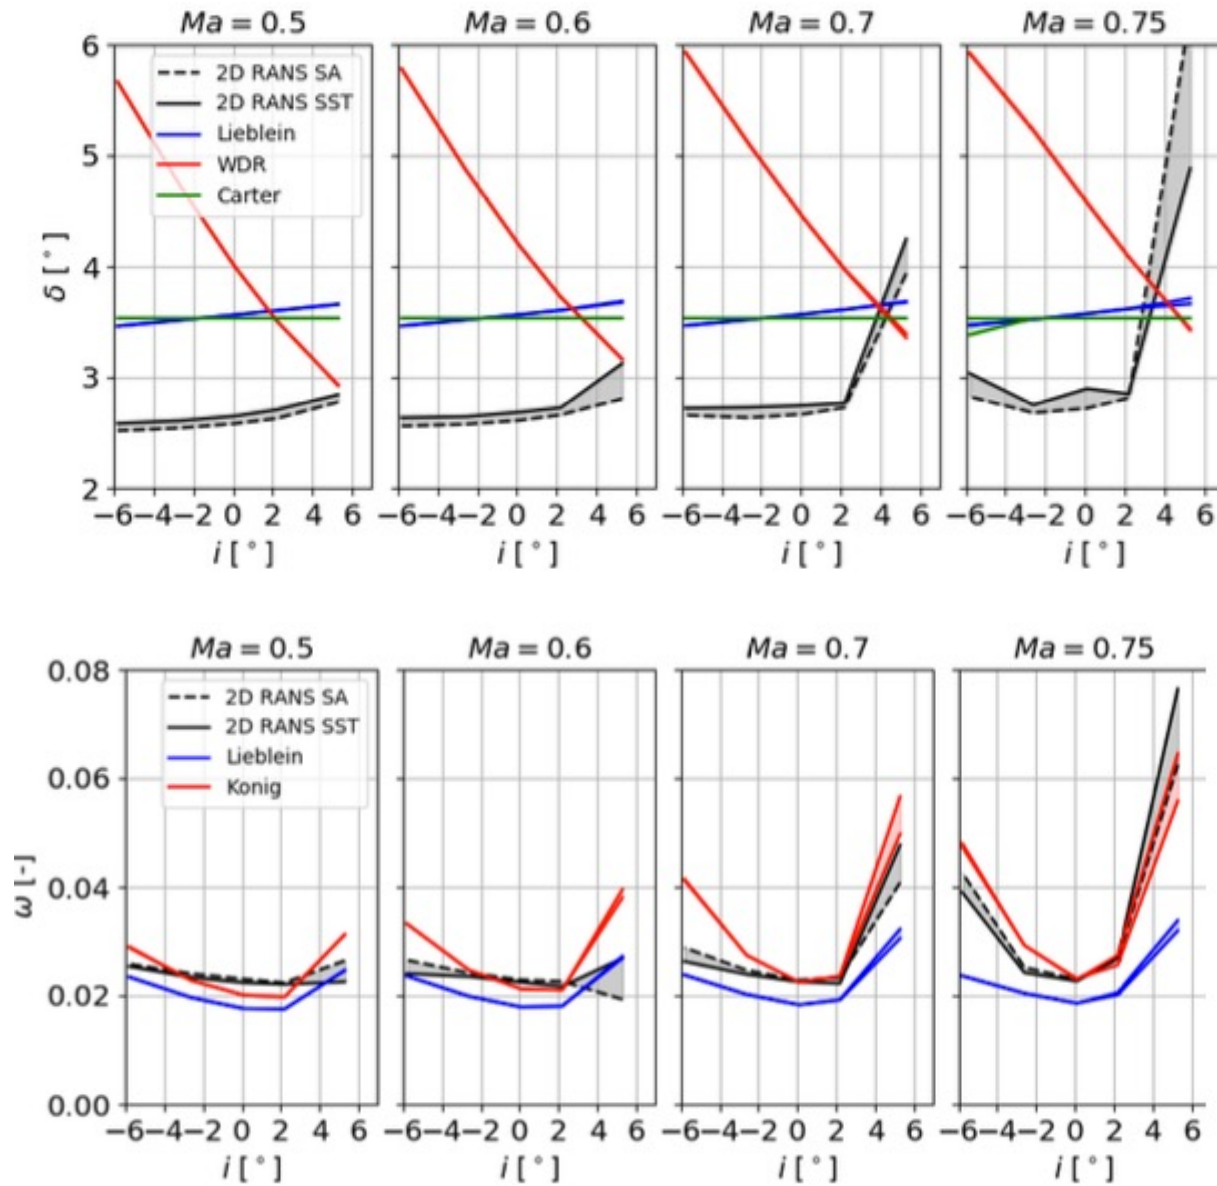 Ma = 0.5 Ma = 0.6 Ma = 0.7 Ma = 0.75
6
5
4
3
2
δ [°]
2D RANS SA
2D RANS SST
Lieblein
WDR
Carter
−6−4−2 0 2 4 6 −6−4−2 0 2 4 6 −6−4−2 0 2 4 6 −6−4−2 0 2 4 6
i [°] i [°] i [°] i [°]
Ma = 0.5 Ma = 0.6 Ma = 0.7 Ma = 0.75
0.08
0.06
0.04
0.02
0.00
ω [-]
2D RANS SA
2D RANS SST
Lieblein
Konig
−6−4−2 0 2 4 6 −6−4−2 0 2 4 6 −6−4−2 0 2 4 6 −6−4−2 0 2 4 6
i [°] i [°] i [°] i [°]